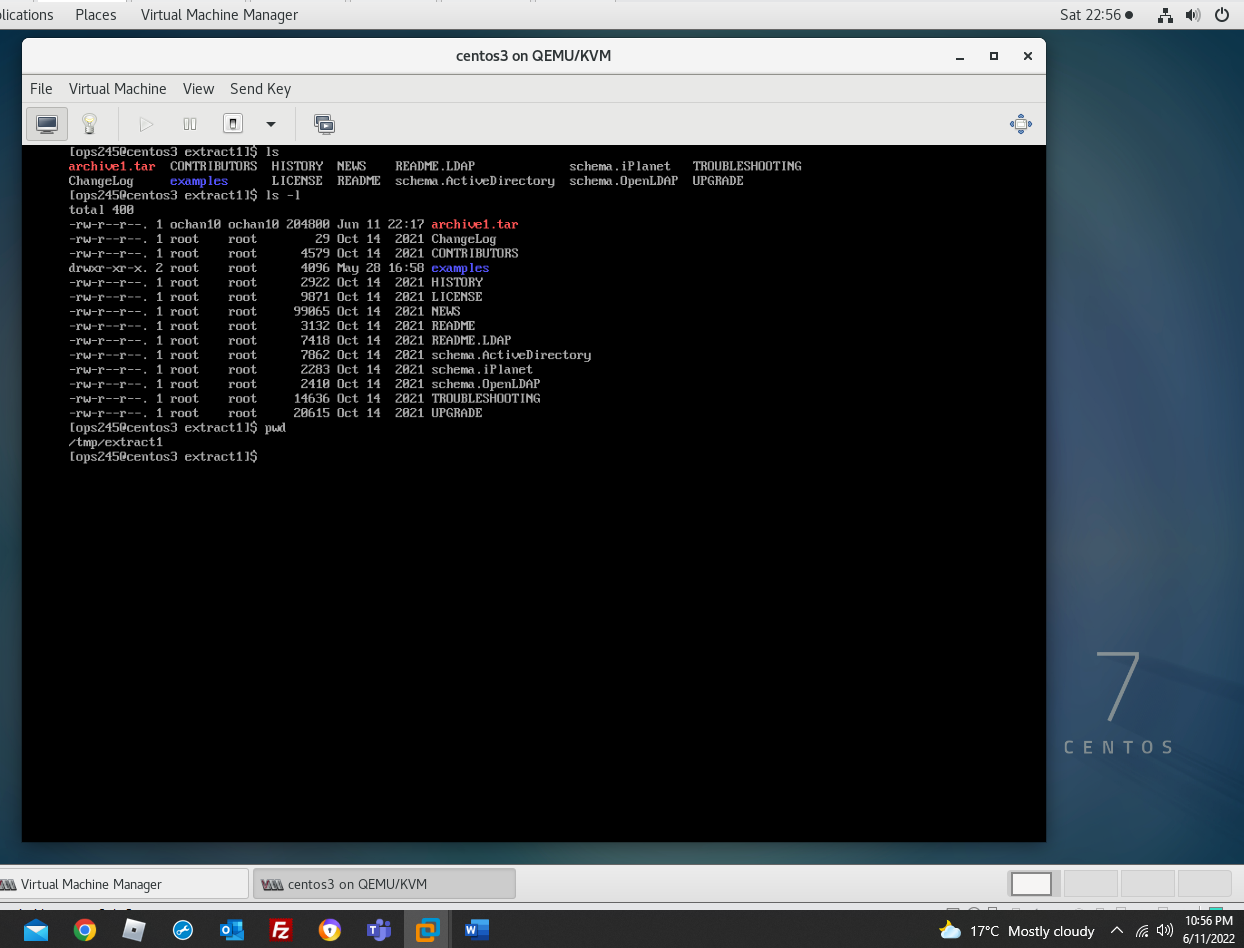 lications Places Virtual Machine Manager Sat 22:56
centos3 on QEMU/KVM
File Virtual Machine View Send Key
[ops245@centos3 extract1]$ ls
archive1.tar CONTRIBUTORS HISTORY NEWS README.LDAP schema.iPlanet TROUBLESHOOTING
ChangeLog examples LICENSE README schema.ActiveDirectory schema.OpenLDAP UPGRADE
[ops245@centos3 extract1]$ ls -l
total 400
-rw-r--r--. 1 ochan10 ochan10 204800 Jun 11 22:17 archive1.tar
-rw-r--r--. 1 root root 29 Oct 14 2021 ChangeLog
-rw-r--r--. 1 root root 4579 Oct 14 2021 CONTRIBUTORS
drwxr-xr-x. 2 root root 4096 May 28 16:58 examples
-rw-r--r--. 1 root root 2922 Oct 14 2021 HISTORY
-rw-r--r--. 1 root root 9871 Oct 14 2021 LICENSE
-rw-r--r--. 1 root root 99065 Oct 14 2021 NEWS
-rw-r--r--. 1 root root 3132 Oct 14 2021 README
-rw-r--r--. 1 root root 7418 Oct 14 2021 README.LDAP
-rw-r--r--. 1 root root 7862 Oct 14 2021 schema.ActiveDirectory
-rw-r--r--. 1 root root 2283 Oct 14 2021 schema.iPlanet
-rw-r--r--. 1 root root 2410 Oct 14 2021 schema.OpenLDAP
-rw-r--r--. 1 root root 14636 Oct 14 2021 TROUBLESHOOTING
-rw-r--r--. 1 root root 20615 Oct 14 2021 UPGRADE
[ops245@centos3 extract1]$ pwd
/tmp/extract1
[ops245@centos3 extract1]$
7
CENTOS
Virtual Machine Manager centos3 on QEMU/KVM
17°C Mostly cloudy 10:56 PM
6/11/2022